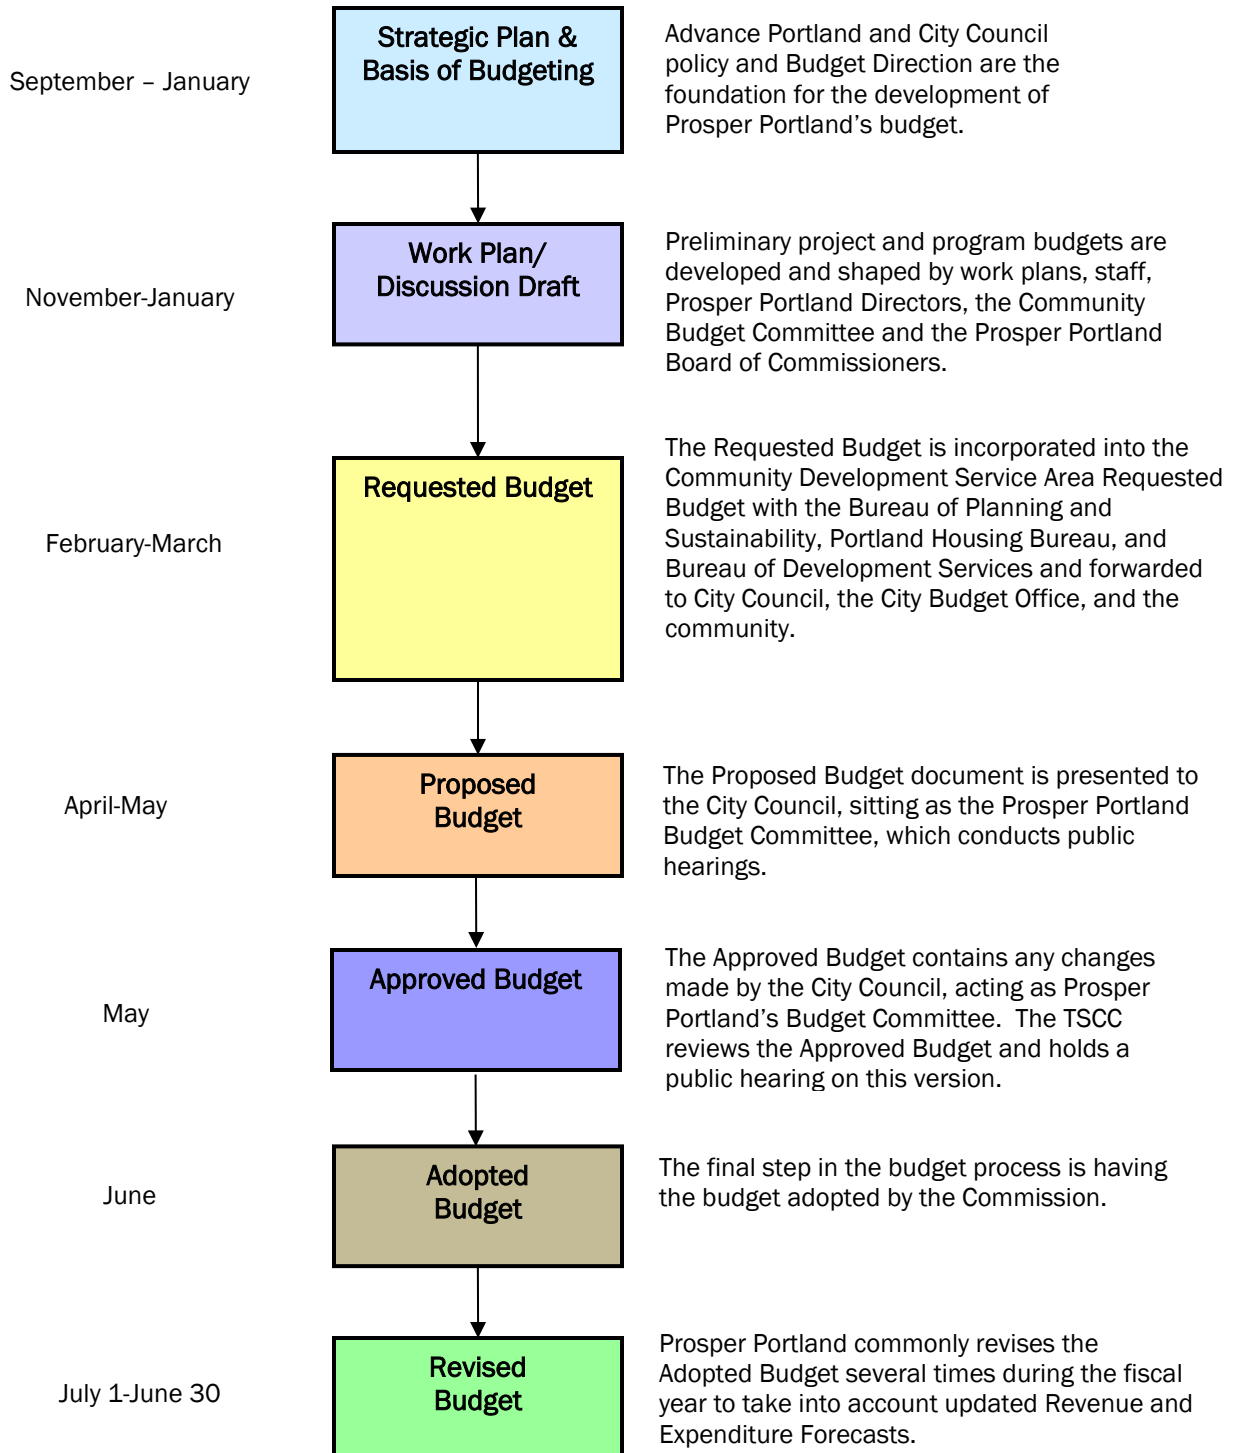 September – January
Strategic Plan &
Basis of Budgeting
Advance Portland and City Council
policy and Budget Direction are the
foundation for the development of
Prosper Portland’s budget.
November-January
Work Plan/
Discussion Draft
Preliminary project and program budgets are
developed and shaped by work plans, staff,
Prosper Portland Directors, the Community
Budget Committee and the Prosper Portland
Board of Commissioners.
February-March
Requested Budget
The Requested Budget is incorporated into the
Community Development Service Area Requested
Budget with the Bureau of Planning and
Sustainability, Portland Housing Bureau, and
Bureau of Development Services and forwarded
to City Council, the City Budget Office, and the
community.
April-May
Proposed
Budget
The Proposed Budget document is presented to
the City Council, sitting as the Prosper Portland
Budget Committee, which conducts public
hearings.
May
Approved Budget
The Approved Budget contains any changes
made by the City Council, acting as Prosper
Portland’s Budget Committee.  The TSCC
reviews the Approved Budget and holds a
public hearing on this version.
June
Adopted
Budget
The final step in the budget process is having
the budget adopted by the Commission.
July 1-June 30
Revised
Budget
Prosper Portland commonly revises the
Adopted Budget several times during the fiscal
year to take into account updated Revenue and
Expenditure Forecasts.